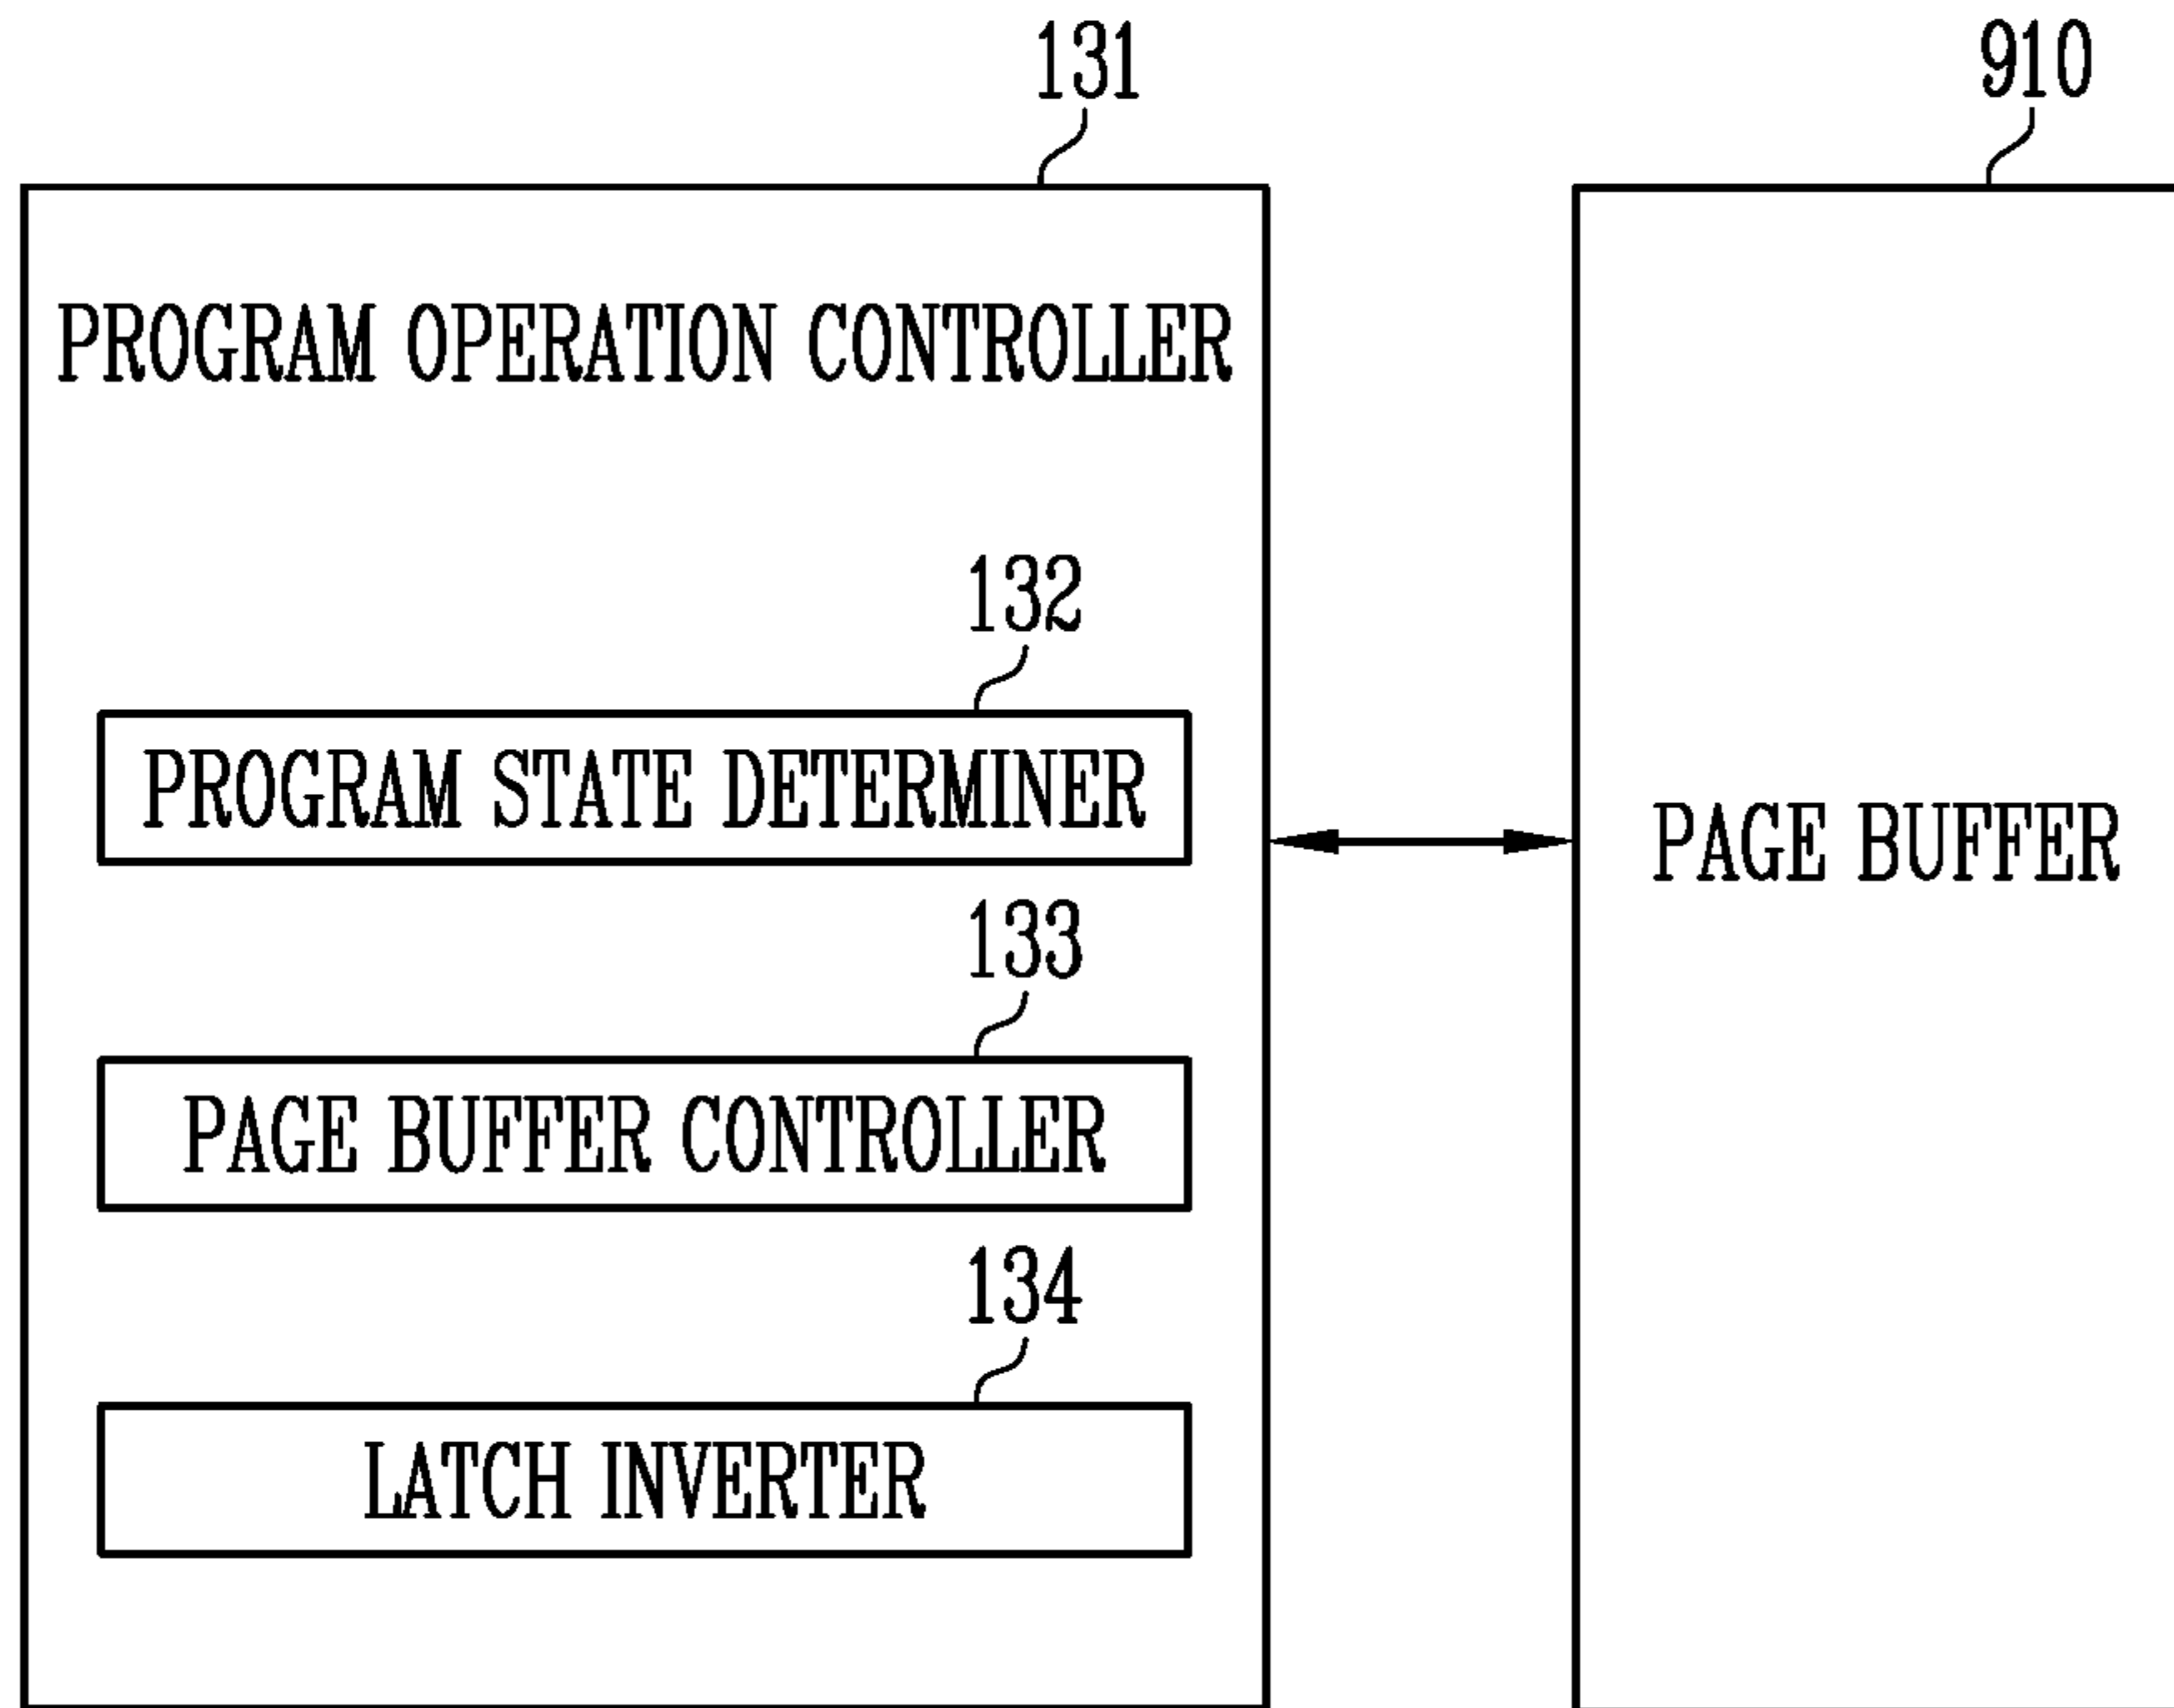 131
910
PROGRAM OPERATION CONTROLLER
132
PROGRAM STATE DETERMINER
PAGE BUFFER
133
PAGE BUFFER CONTROLLER
134
LATCH INVERTER